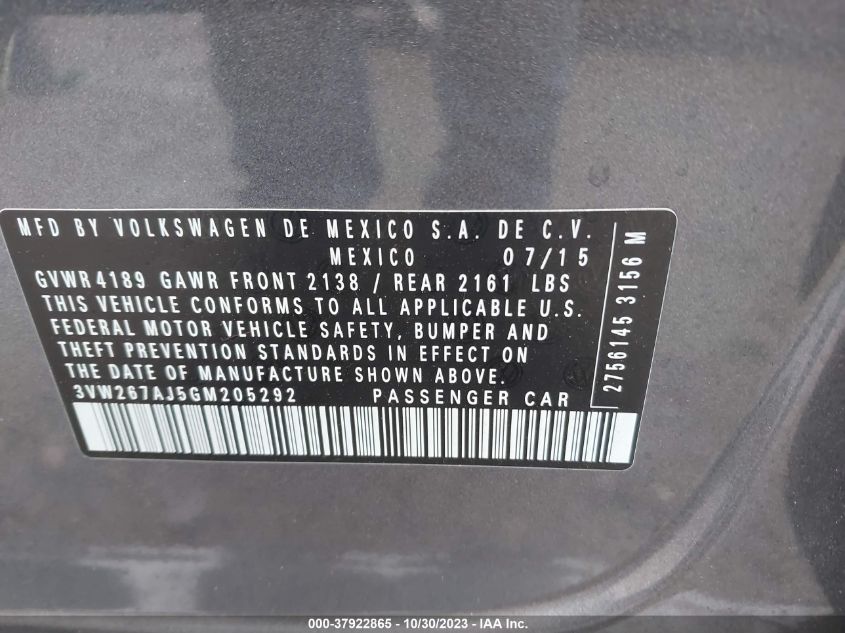 MFD BY VOLKSWAGEN DE MEXICO S.A. DE C.V.
MEXICO 07/15
GVWR 4189 GAWR FRONT 2138 / REAR 2161 LBS
THIS VEHICLE CONFORMS TO ALL APPLICABLE U.S.
FEDERAL MOTOR VEHICLE SAFETY, BUMPER AND
THEFT PREVENTION STANDARDS IN EFFECT ON
THE DATE OF MANUFACTURE SHOWN ABOVE.
3VW267AJ5GM205292 PASSENGER CAR
2756145 3156 M
000-37922865 - 10/30/2023 - IAA Inc.